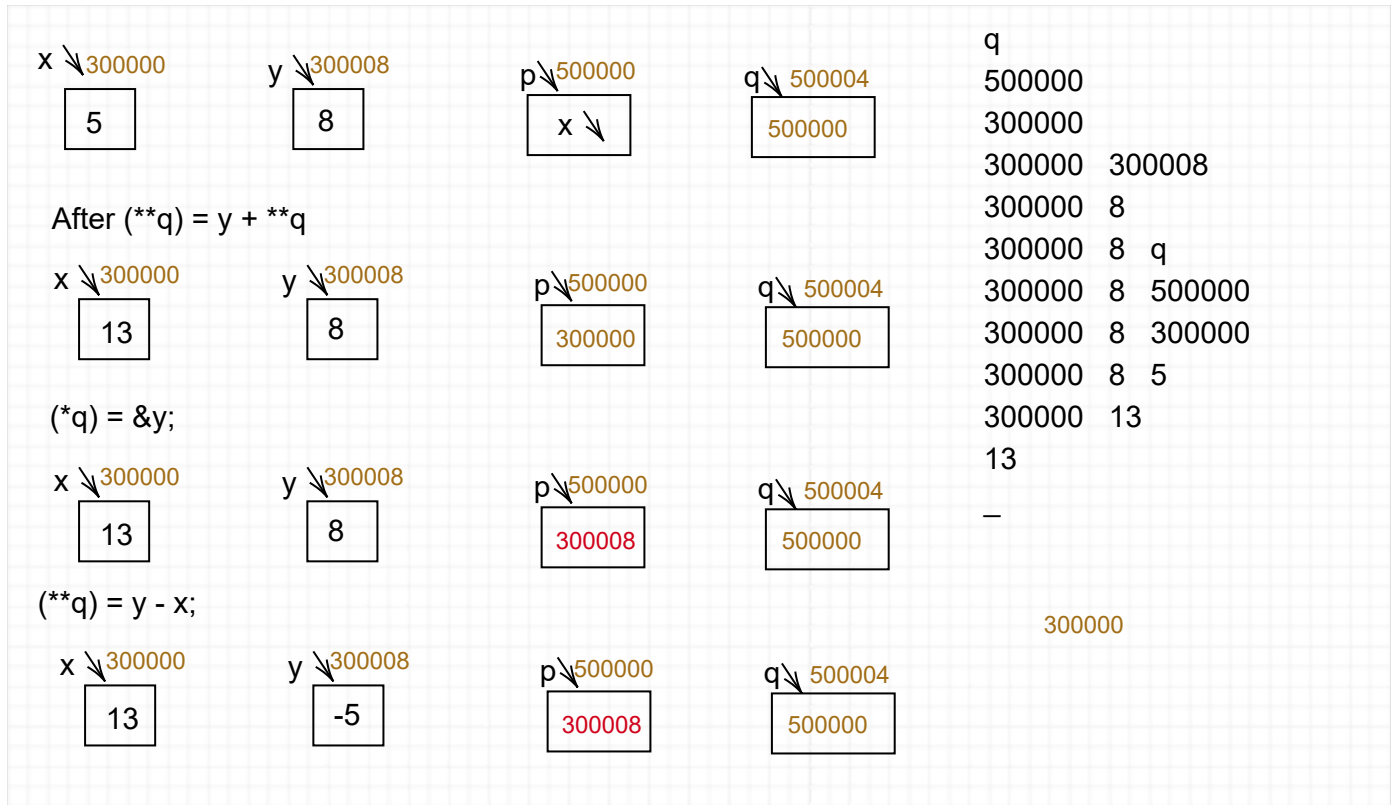 x 300000 y 300008 p 500000 q 500004
5 8 x 500000
After (**q) = y + **q
x 300000 y 300008 p 500000 q 500004
13 8 300000 500000
(*q) = &y;
x 300000 y 300008 p 500000 q 500004
13 8 300008 500000
(**q) = y - x;
x 300000 y 300008 p 500000 q 500004
13 -5 300008 500000
q
500000
300000
300000 300008
300000 8
300000 8 q
300000 8 500000
300000 8 300000
300000 8 5
300000 13
13
_
300000